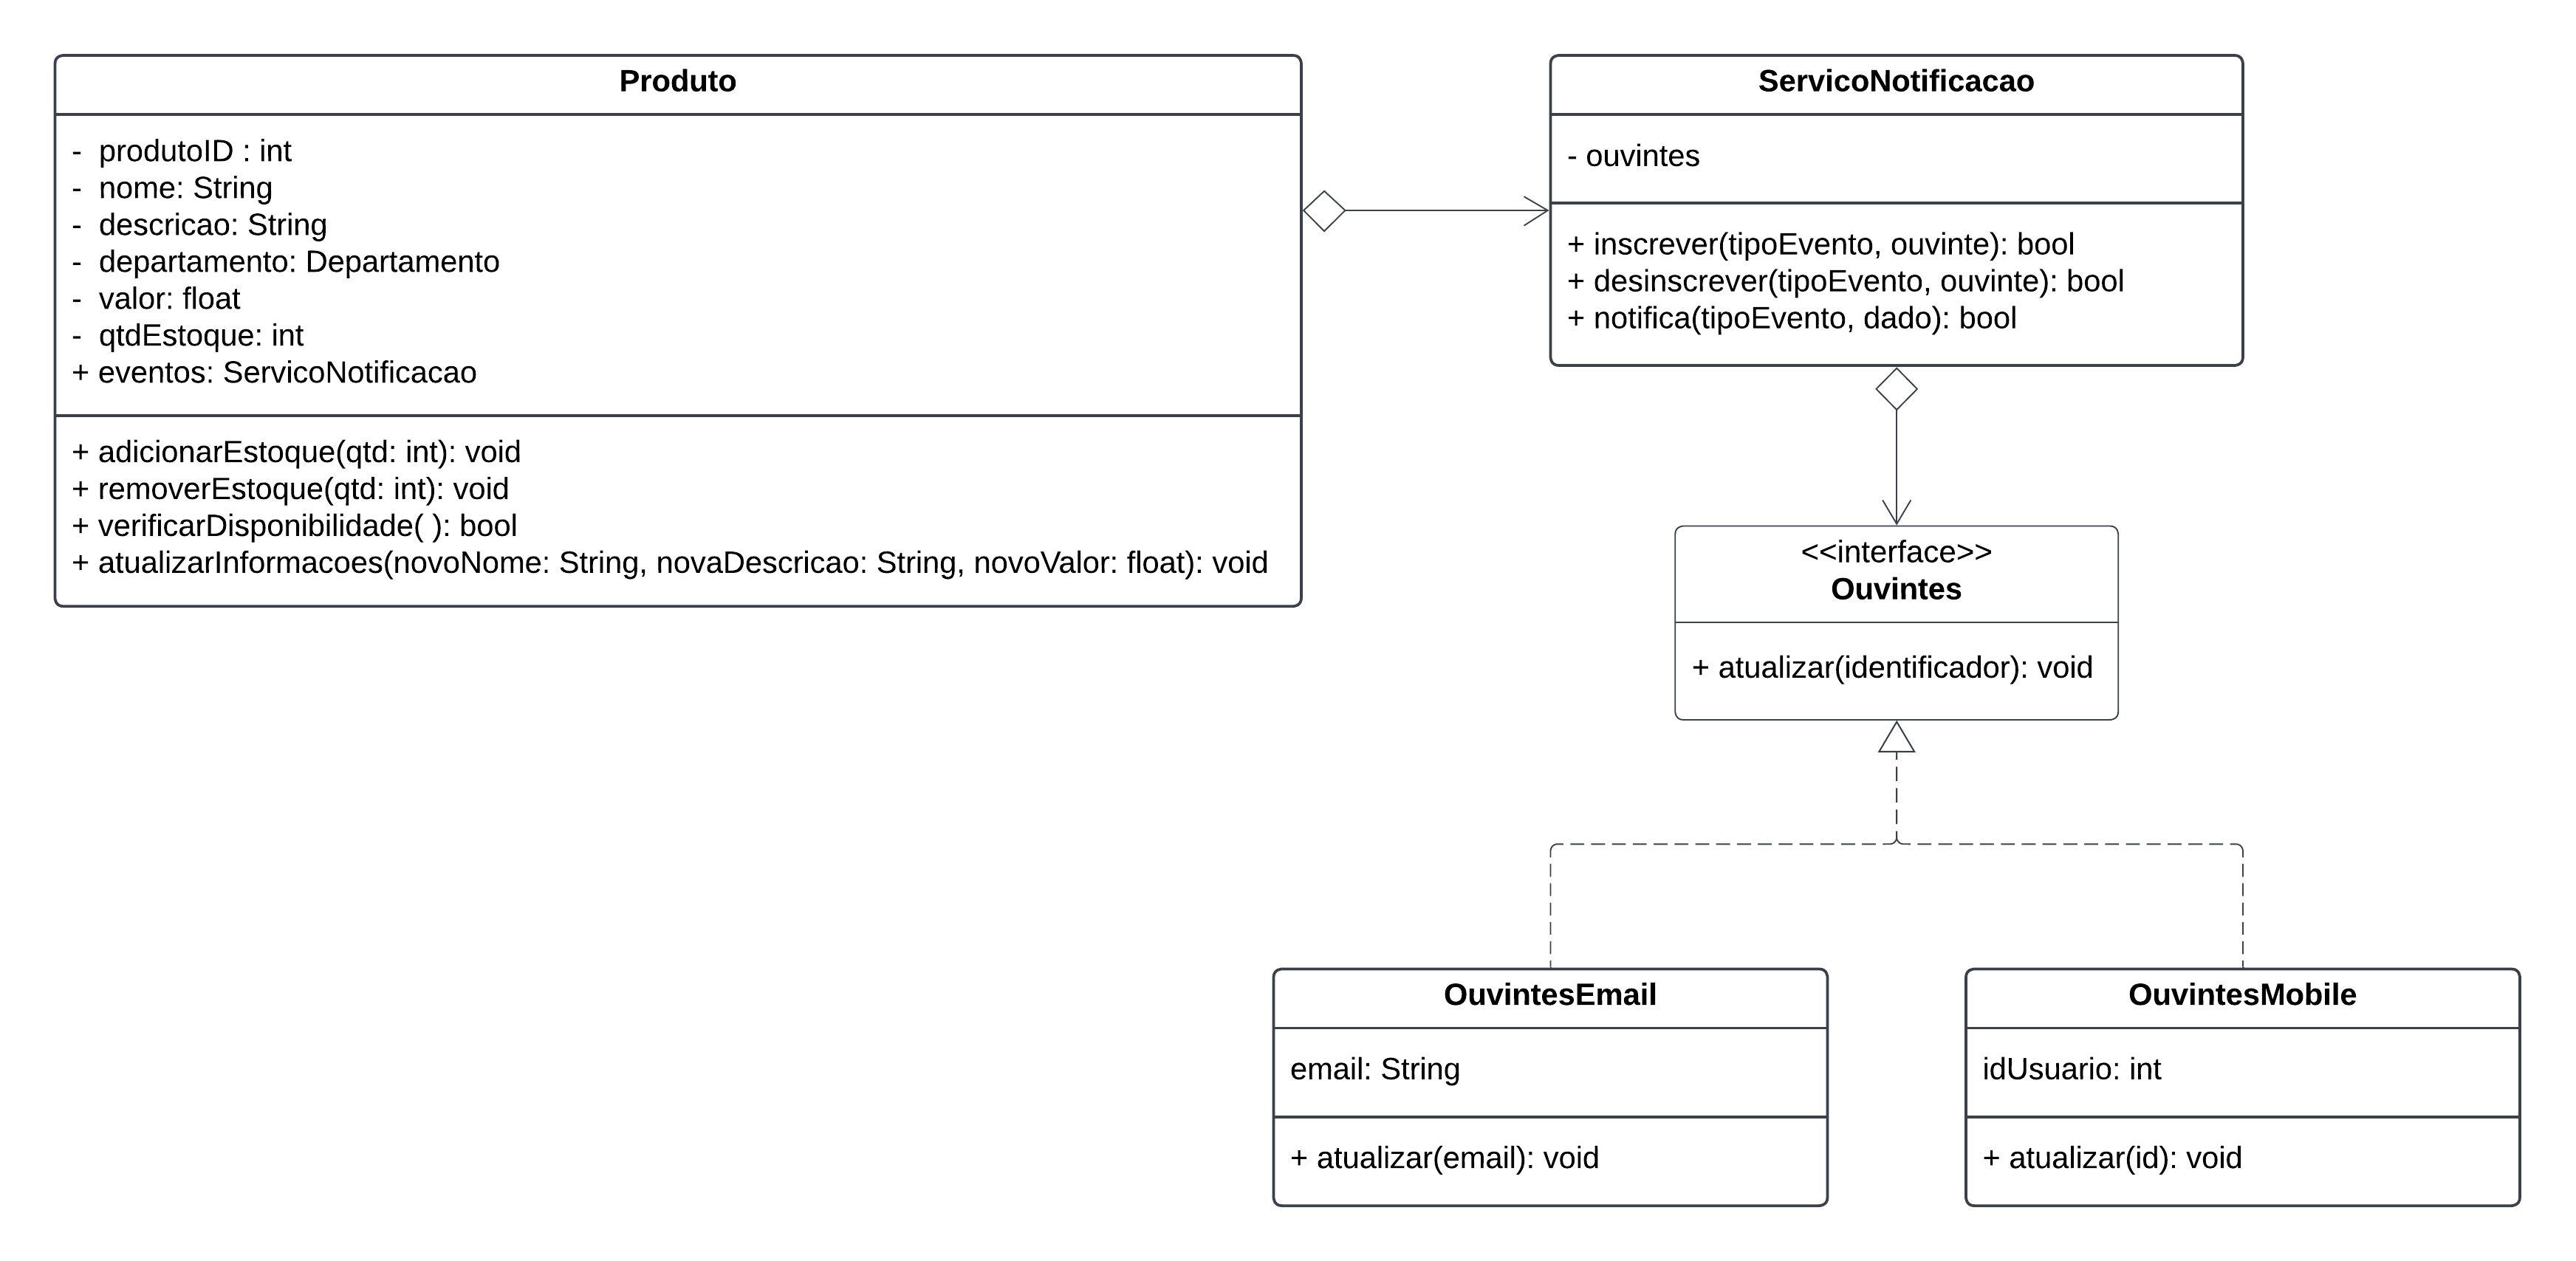 Produto
- produtoID : int
- nome: String
- descricao: String
- departamento: Departamento
- valor: float
- qtdEstoque: int
+ eventos: ServicoNotificacao
+ adicionarEstoque(qtd: int): void
+ removerEstoque(qtd: int): void
+ verificarDisponibilidade( ): bool
+ atualizarInformacoes(novoNome: String, novaDescricao: String, novoValor: float): void
ServicoNotificacao
- ouvintes
+ inscrever(tipoEvento, ouvinte): bool
+ desinscrever(tipoEvento, ouvinte): bool
+ notifica(tipoEvento, dado): bool
<<interface>>
Ouvintes
+ atualizar(identificador): void
OuvintesEmail
email: String
+ atualizar(email): void
OuvintesMobile
idUsuario: int
+ atualizar(id): void